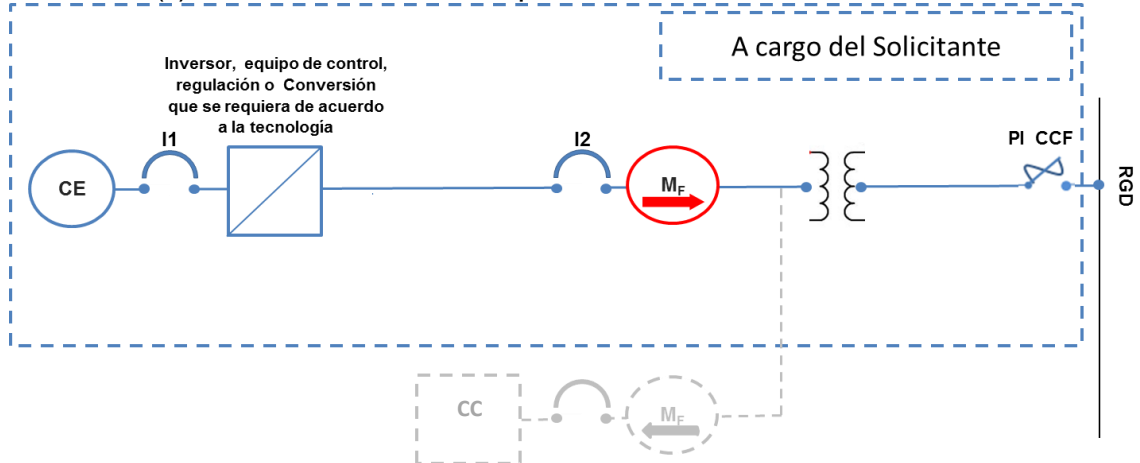 A cargo del Solicitante
Inversor, equipo de control,
regulación o Conversión
que se requiera de acuerdo
a la tecnología
I1
I2
PI CCF
CE
MF
RGD
CC
MF